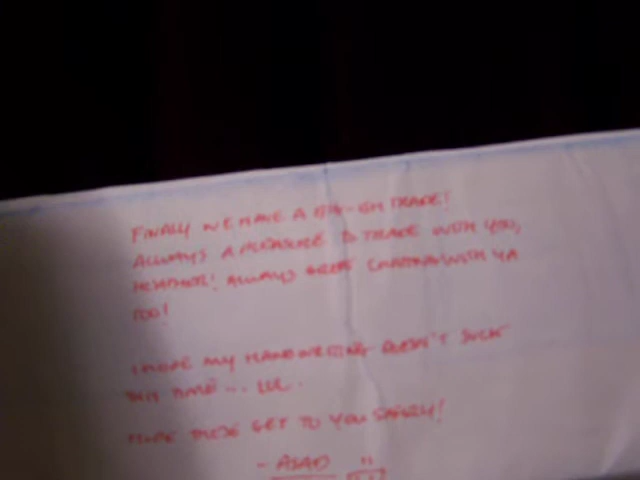 FINALLY WE HAVE A TRADE!
ALWAYS A PLEASURE TO TRADE WITH YOU,
HEATHER! ALWAYS GREAT CHATTING WITH YA
TOO!
I HOPE MY HANDWRITING DOESN'T SUCK
THIS TIME... LOL.
HOPE THESE GET TO YOU SAFELY!
- ASAD